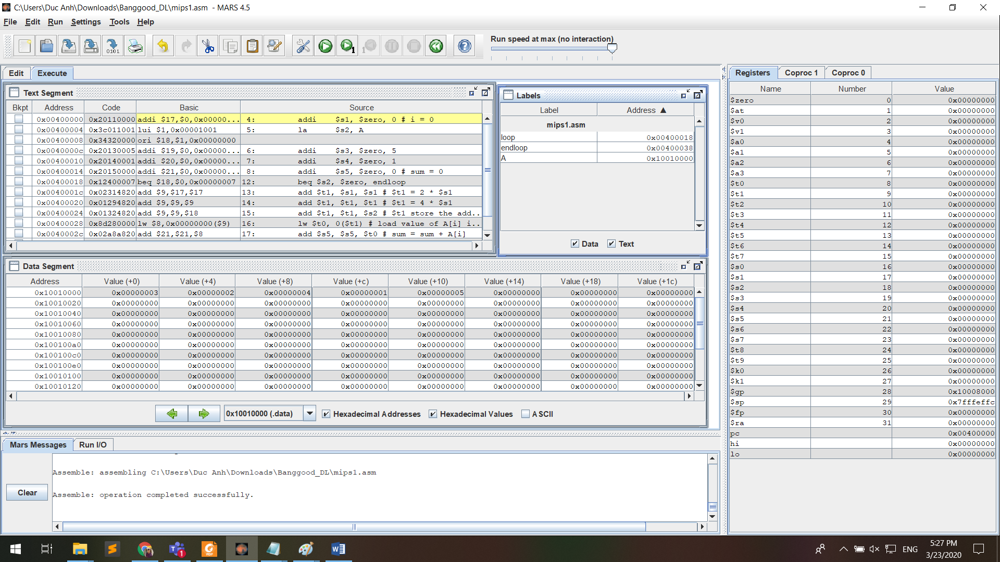 C:\Users\Duc Anh\Downloads\Banggood_DL\mips1.asm - MARS 4.5
File Edit Run Settings Tools Help
Run speed at max (no interaction)
Edit Execute
Text Segment
Bkpt Address Code Basic Source
0x00400000 0x20110000 addi $17,$0,0x00000... 4: addi $s1, $zero, 0 # i = 0
0x00400004 0x3c011001 lui $1,0x00001001 5: la $s2, A
0x00400008 0x34320000 ori $18,$1,0x00000000
0x0040000c 0x20130005 addi $19,$0,0x00000... 6: addi $s3, $zero, 5
0x00400010 0x20140001 addi $20,$0,0x00000... 7: addi $s4, $zero, 1
0x00400014 0x20150000 addi $21,$0,0x00000... 8: addi $s5, $zero, 0 # sum = 0
0x00400018 0x12400007 beq $18,$0,0x00000007 12: beq $s2, $zero, endloop
0x0040001c 0x02314820 add $9,$17,$17 13: add $t1, $s1, $s1 # $t1 = 2 * $s1
0x00400020 0x01294820 add $9,$9,$9 14: add $t1, $t1, $t1 # $t1 = 4 * $s1
0x00400024 0x01324820 add $9,$9,$18 15: add $t1, $t1, $s2 # $t1 store the add...
0x00400028 0x8d280000 lw $8,0x00000000($9) 16: lw $t0, 0($t1) # load value of A[i] i...
0x0040002c 0x02a8a820 add $21,$21,$8 17: add $s5, $s5, $t0 # sum = sum + A[i]
Labels
Label Address ▲
mips1.asm
loop 0x00400018
endloop 0x00400038
A 0x10010000
Data Text
Data Segment
Address Value (+0) Value (+4) Value (+8) Value (+c) Value (+10) Value (+14) Value (+18) Value (+1c)
0x10010000 0x00000003 0x00000002 0x00000004 0x00000001 0x00000005 0x00000000 0x00000000 0x00000000
0x10010020 0x00000000 0x00000000 0x00000000 0x00000000 0x00000000 0x00000000 0x00000000 0x00000000
0x10010040 0x00000000 0x00000000 0x00000000 0x00000000 0x00000000 0x00000000 0x00000000 0x00000000
0x10010060 0x00000000 0x00000000 0x00000000 0x00000000 0x00000000 0x00000000 0x00000000 0x00000000
0x10010080 0x00000000 0x00000000 0x00000000 0x00000000 0x00000000 0x00000000 0x00000000 0x00000000
0x100100a0 0x00000000 0x00000000 0x00000000 0x00000000 0x00000000 0x00000000 0x00000000 0x00000000
0x100100c0 0x00000000 0x00000000 0x00000000 0x00000000 0x00000000 0x00000000 0x00000000 0x00000000
0x100100e0 0x00000000 0x00000000 0x00000000 0x00000000 0x00000000 0x00000000 0x00000000 0x00000000
0x10010100 0x00000000 0x00000000 0x00000000 0x00000000 0x00000000 0x00000000 0x00000000 0x00000000
0x10010120 0x00000000 0x00000000 0x00000000 0x00000000 0x00000000 0x00000000 0x00000000 0x00000000
0x10010000 (.data) Hexadecimal Addresses Hexadecimal Values ASCII
Mars Messages Run I/O
Assemble: assembling C:\Users\Duc Anh\Downloads\Banggood_DL\mips1.asm
Assemble: operation completed successfully.
Clear
Registers Coproc 1 Coproc 0
Name Number Value
$zero 0 0x00000000
$at 1 0x00000000
$v0 2 0x00000000
$v1 3 0x00000000
$a0 4 0x00000000
$a1 5 0x00000000
$a2 6 0x00000000
$a3 7 0x00000000
$t0 8 0x00000000
$t1 9 0x00000000
$t2 10 0x00000000
$t3 11 0x00000000
$t4 12 0x00000000
$t5 13 0x00000000
$t6 14 0x00000000
$t7 15 0x00000000
$s0 16 0x00000000
$s1 17 0x00000000
$s2 18 0x00000000
$s3 19 0x00000000
$s4 20 0x00000000
$s5 21 0x00000000
$s6 22 0x00000000
$s7 23 0x00000000
$t8 24 0x00000000
$t9 25 0x00000000
$k0 26 0x00000000
$k1 27 0x00000000
$gp 28 0x10008000
$sp 29 0x7fffeffc
$fp 30 0x00000000
$ra 31 0x00000000
pc 0x00400000
hi 0x00000000
lo 0x00000000
ENG
5:27 PM
3/23/2020